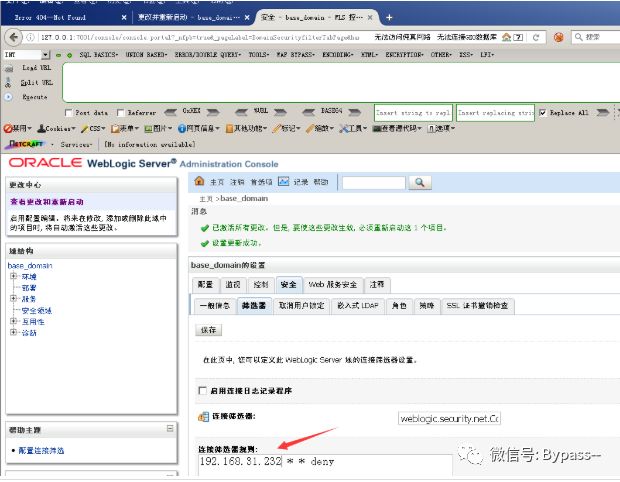 Error 404--Not Found
更改并重新启动 - base_dom...
安全 - base_domain - WLS 控...
127.0.0.1:7001/console/console.portal?_nfpb=true&_pageLabel=DomainSecurityfilterTabPage&han
无法访问侦真网路 无法连接SEO数据库
搜索
INT
SQL BASICS UNION BASED ERROR/DOUBLE QUERY TOOLS WAF BYPASS ENCODING HTML ENCRYPTION OTHER XSS LFI
Load URL
Split URL
Execute
Post data Referrer OxHEX %URL BASE64 Insert string to repl Insert replacing strin Replace All
禁用 Cookies CSS 表单 图片 网页信息 其他功能 标记 缩放 工具 查看源代码 选项
NETCRAFT Services [No information available]
ORACLE WebLogic Server® Administration Console
更改中心
查看更改和重新启动
启用配置编辑。将来在修改, 添加或删除此域中的项目时, 将自动激活这些更改。
域结构
base_domain
环境
部署
服务
安全领域
互用性
诊断
帮助主题
配置连接筛选
主页 注销 首选项 记录 帮助
主页 >base_domain
消息
已激活所有更改。但是, 要使这些更改生效, 必须重新启动这 1 个项目。
设置更新成功。
base_domain的设置
配置 监视 控制 安全 Web 服务安全 注释
一般信息 筛选器 取消用户锁定 嵌入式 LDAP 角色 策略 SSL 证书撤销检查
保存
在此页中, 您可以定义此 WebLogic Server 域的连接筛选器设置。
启用连接日志记录程序
连接筛选器:
weblogic.security.net.Co
连接筛选器规则:
192.168.31.232 * * deny
微信号: Bypass--